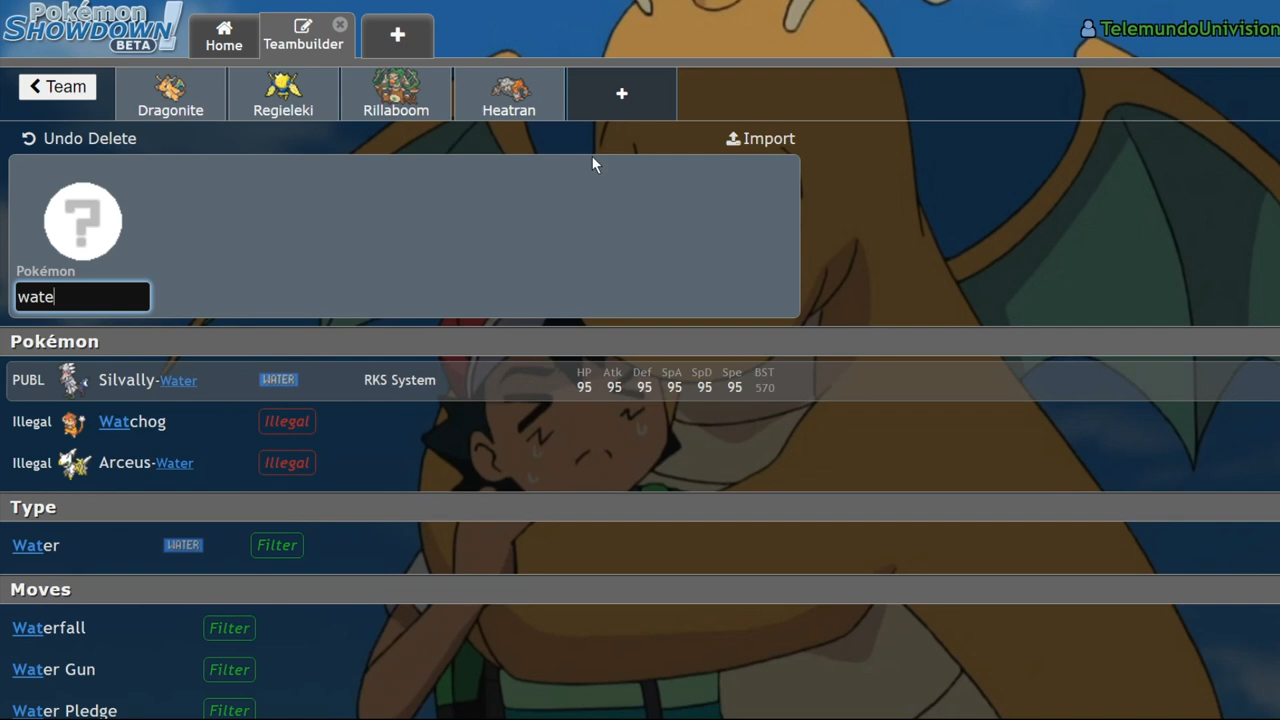 Pokémon
SHOWDOWN!
BETA
Home
Teambuilder
+
TelemundoUnivision
Team
Dragonite
Regieleki
Rillaboom
Heatran
+
Undo Delete
Import
?
Pokémon
wate
Pokémon
HP Atk Def SpA SpD Spe BST
PUBL Silvally-Water WATER RKS System 95 95 95 95 95 95 570
Illegal Watchog Illegal
Illegal Arceus-Water Illegal
Type
Water WATER Filter
Moves
Waterfall Filter
Water Gun Filter
Water Pledge Filter